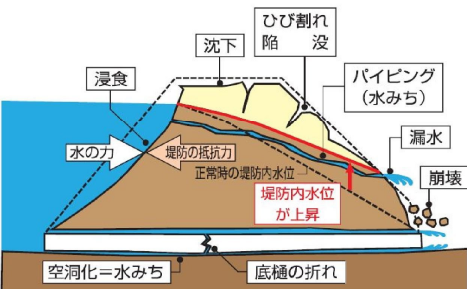 ひび割れ
陥 没
沈下
パイピング
（水みち）
浸食
漏水
水の力
堤防の抵抗力
正常時の堤防内水位
崩壊
堤防内水位
が上昇
空洞化＝水みち
底樋の折れ